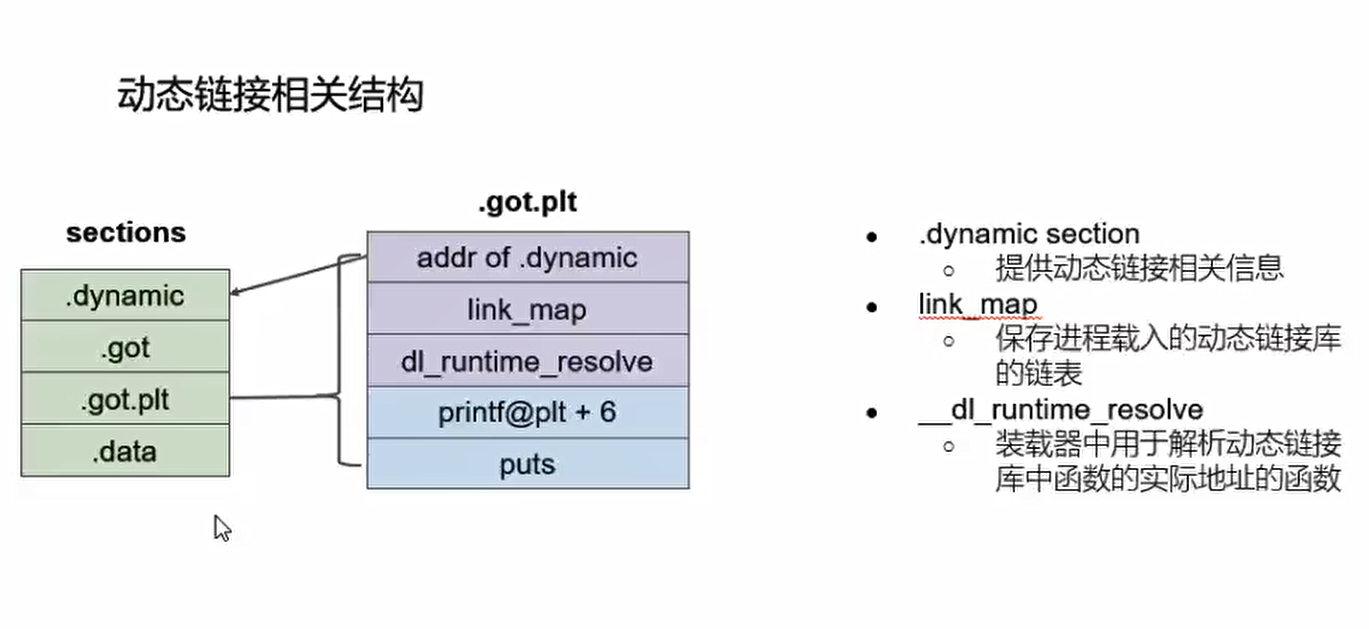 动态链接相关结构
sections
.dynamic
.got
.got.plt
.data
.got.plt
addr of .dynamic
link_map
dl_runtime_resolve
printf@plt + 6
puts
.dynamic section
提供动态链接相关信息
link_map
保存进程载入的动态链接库
的链表
__dl_runtime_resolve
装载器中用于解析动态链接
库中函数的实际地址的函数